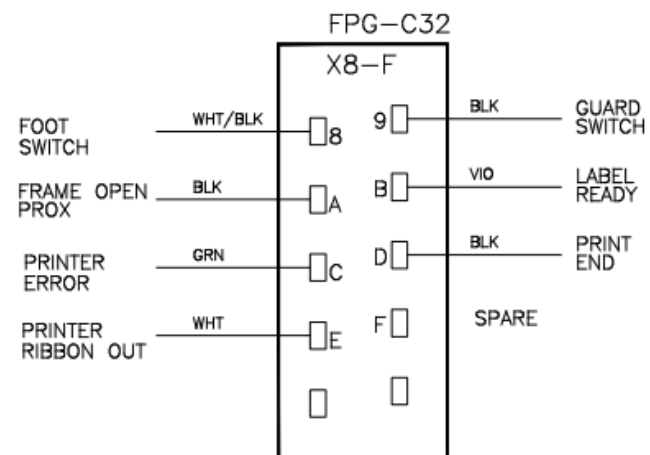 FPG-C32
X8-F
FOOT
SWITCH
WHT/BLK
8
9
BLK
GUARD
SWITCH
FRAME OPEN
PROX
BLK
A
B
VIO
LABEL
READY
PRINTER
ERROR
GRN
C
D
BLK
PRINT
END
PRINTER
RIBBON OUT
WHT
E
F
SPARE